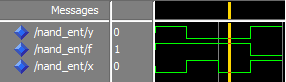 Messages
/nand_ent/y 0
/nand_ent/f 1
/nand_ent/x 0